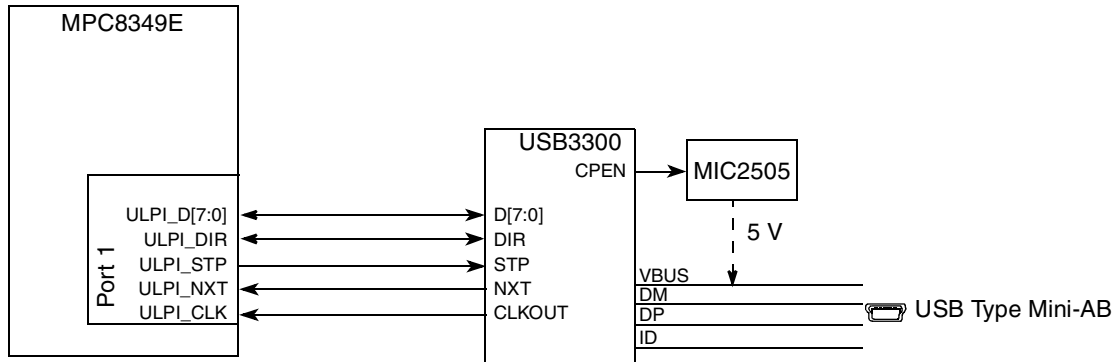 MPC8349E
USB3300
CPEN
MIC2505
ULPI_D[7:0]
D[7:0]
5 V
ULPI_DIR
DIR
Port 1
ULPI_STP
STP
VBUS
ULPI_NXT
NXT
DM
USB Type Mini-AB
ULPI_CLK
CLKOUT
DP
ID